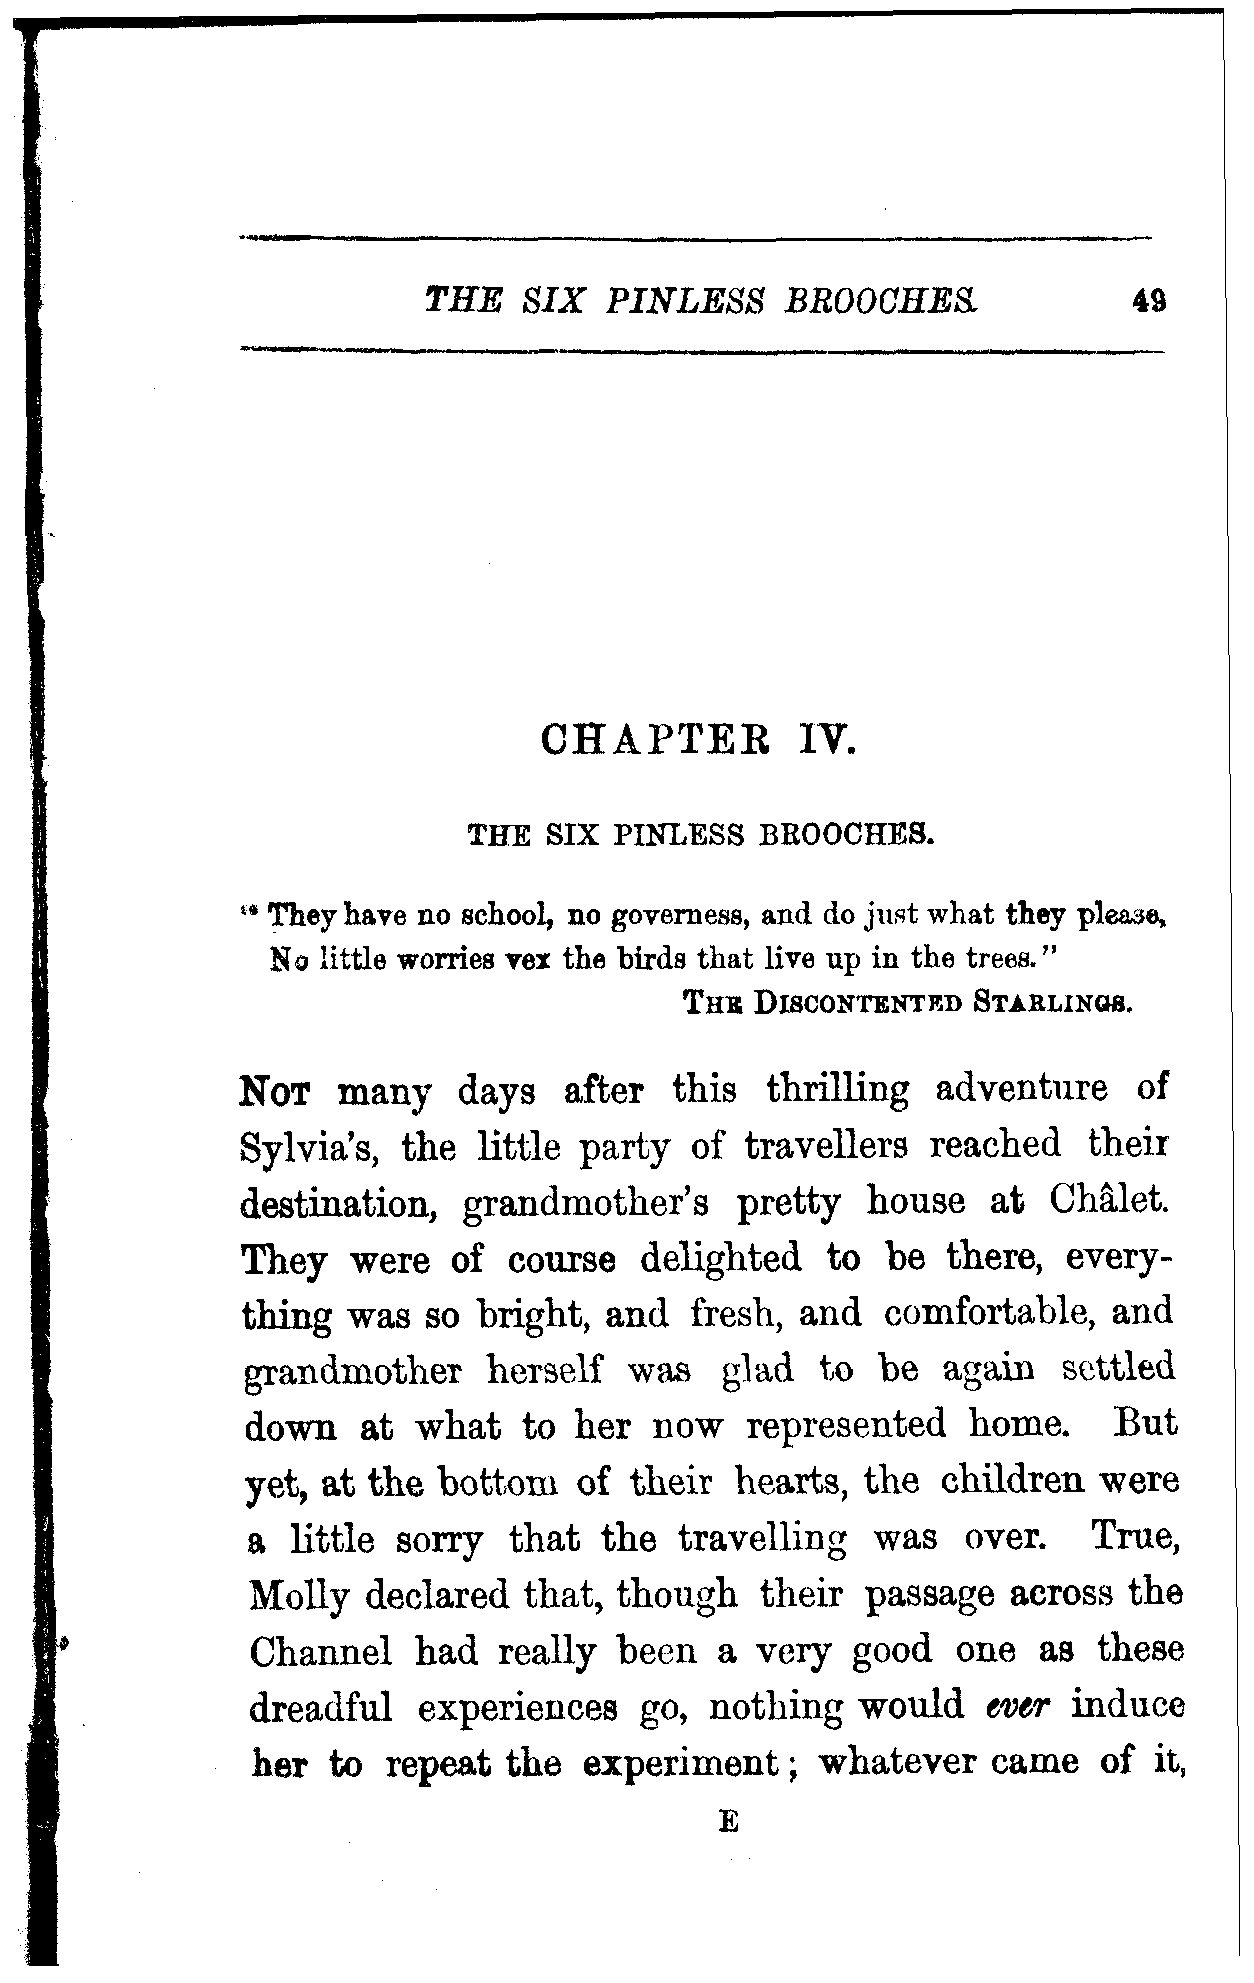 THE SIX PINLESS BROOCHES. 49
CHAPTER IV.
THE SIX PINLESS BROOCHES.
"They have no school, no governess, and do just what they please,
No little worries vex the birds that live up in the trees."
THE DISCONTENTED STARLINGS.
NOT many days after this thrilling adventure of
Sylvia's, the little party of travellers reached their
destination, grandmother's pretty house at Châlet.
They were of course delighted to be there, every-
thing was so bright, and fresh, and comfortable, and
grandmother herself was glad to be again settled
down at what to her now represented home. But
yet, at the bottom of their hearts, the children were
a little sorry that the travelling was over. True,
Molly declared that, though their passage across the
Channel had really been a very good one as these
dreadful experiences go, nothing would ever induce
her to repeat the experiment; whatever came of it,
E